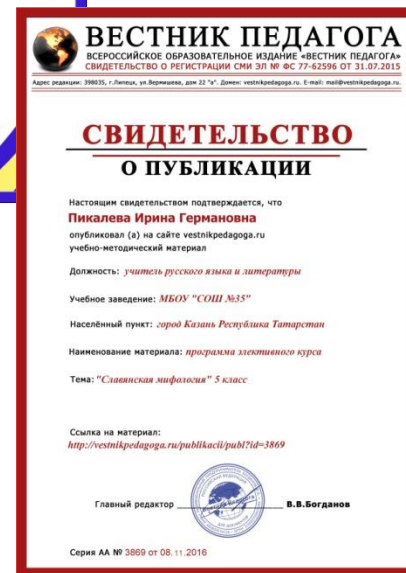 ВЕСТНИК ПЕДАГОГА
ВСЕРОССИЙСКОЕ ОБРАЗОВАТЕЛЬНОЕ ИЗДАНИЕ «ВЕСТНИК ПЕДАГОГА»
СВИДЕТЕЛЬСТВО О РЕГИСТРАЦИИ СМИ ЭЛ № ФС 77-62596 ОТ 31.07.2015
Адрес редакции: 398035, г.Липецк, ул.Вермишева, дом 22 "а". Домен: vestnikpedagoga.ru. E-mail: mail@vestnikpedagoga.ru.
СВИДЕТЕЛЬСТВО
О ПУБЛИКАЦИИ
Настоящим свидетельством подтверждается, что
Пикалева Ирина Германовна
опубликовал (а) на сайте vestnikpedagoga.ru
учебно-методический материал
Должность: учитель русского языка и литературы
Учебное заведение: МБОУ "СОШ №35"
Населённый пункт: город Казань Республика Татарстан
Наименование материала: программа элективного курса
Тема: "Славянская мифология" 5 класс
Ссылка на материал:
http://vestnikpedagoga.ru/publikacii/publ?id=3869
Главный редактор В.В.Богданов
Серия АА № 3869 от 08.11.2016